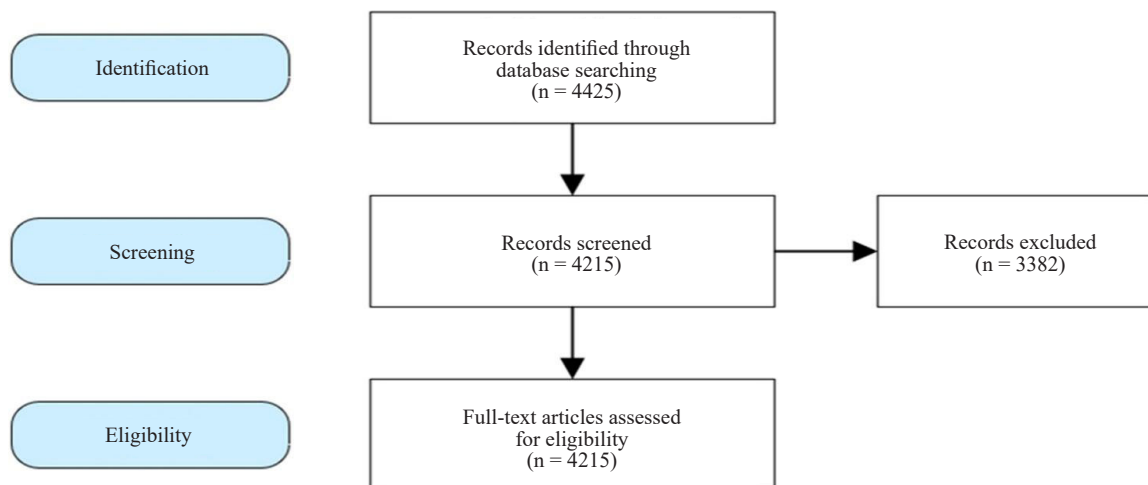 Identification
Records identified through
database searching
(n = 4425)
Screening
Records screened
(n = 4215)
Records excluded
(n = 3382)
Eligibility
Full-text articles assessed
for eligibility
(n = 4215)